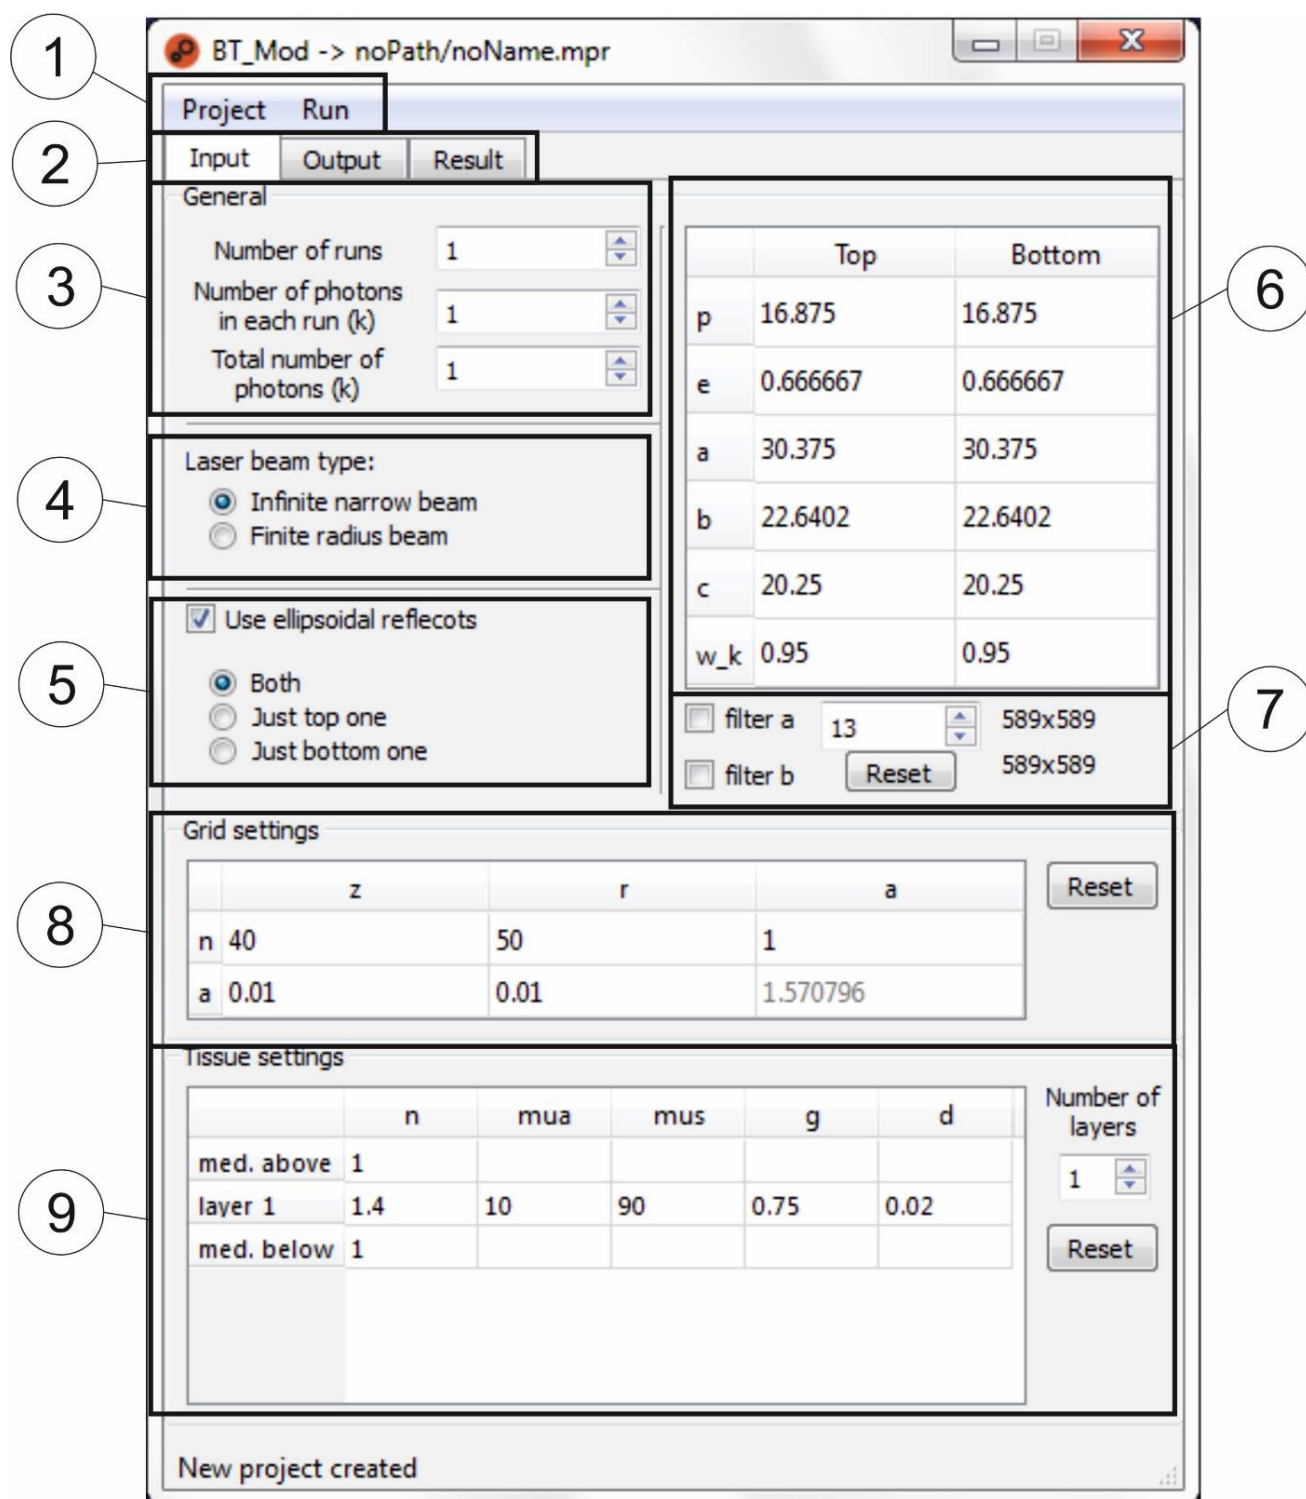 BT_Mod -> noPath/noName.mpr
1
Project Run
2
Input Output Result
3
General
Number of runs 1
Number of photons
in each run (k) 1
Total number of
photons (k) 1
4
Laser beam type:
Infinite narrow beam
Finite radius beam
5
Use ellipsoidal reflecots
Both
Just top one
Just bottom one
6
Top Bottom
p 16.875 16.875
e 0.666667 0.666667
a 30.375 30.375
b 22.6402 22.6402
c 20.25 20.25
w_k 0.95 0.95
7
filter a 13 589x589
filter b Reset 589x589
8
Grid settings
z r a
n 40 50 1
a 0.01 0.01 1.570796
Reset
9
Tissue settings
n mua mus g d
med. above 1
layer 1 1.4 10 90 0.75 0.02
med. below 1
Number of
layers
1
Reset
New project created